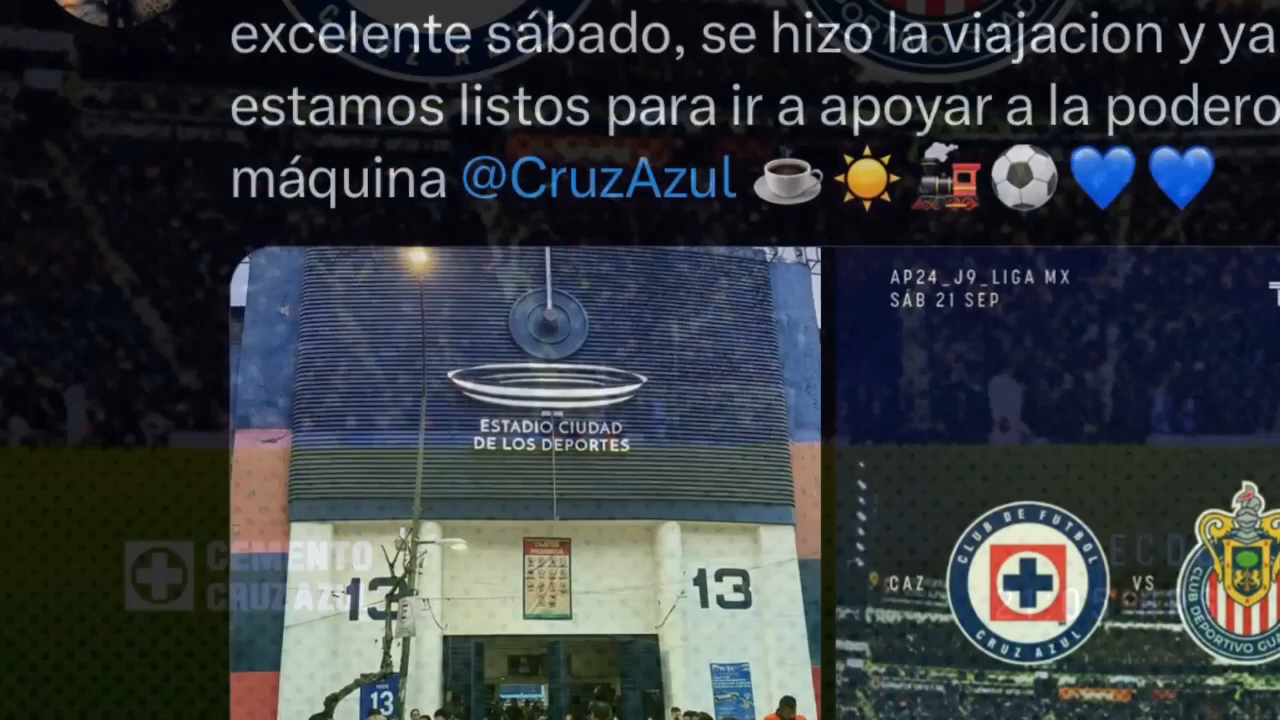 excelente sábado, se hizo la viajacion y ya
estamos listos para ir a apoyar a la podero
máquina @CruzAzul ☕☀️🚂⚽💙💙
AP24_J9_LIGA MX
SÁB 21 SEP
ESTADIO CIUDAD
DE LOS DEPORTES
CEMENTO
CRUZ AZUL
13
13
13
CAZ
CLUB DE FUTBOL
CRUZ AZUL
VS
CLUB DEPORTIVO GU
CRUZ AZUL